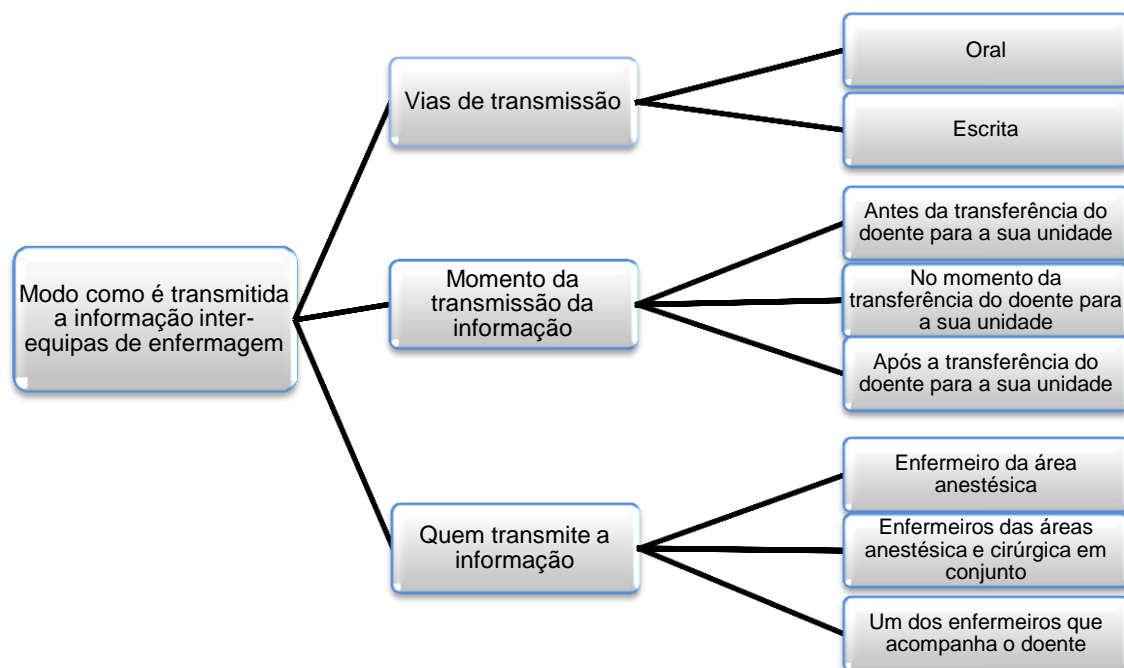 Modo como é transmitida
a informação inter-
equipas de enfermagem
Vias de transmissão
Oral
Escrita
Momento da
transmissão da
informação
Antes da transferência do
doente para a sua unidade
No momento da
transferência do doente para
a sua unidade
Após a transferência do
doente para a sua unidade
Quem transmite a
informação
Enfermeiro da área
anestésica
Enfermeiros das áreas
anestésica e cirúrgica em
conjunto
Um dos enfermeiros que
acompanha o doente